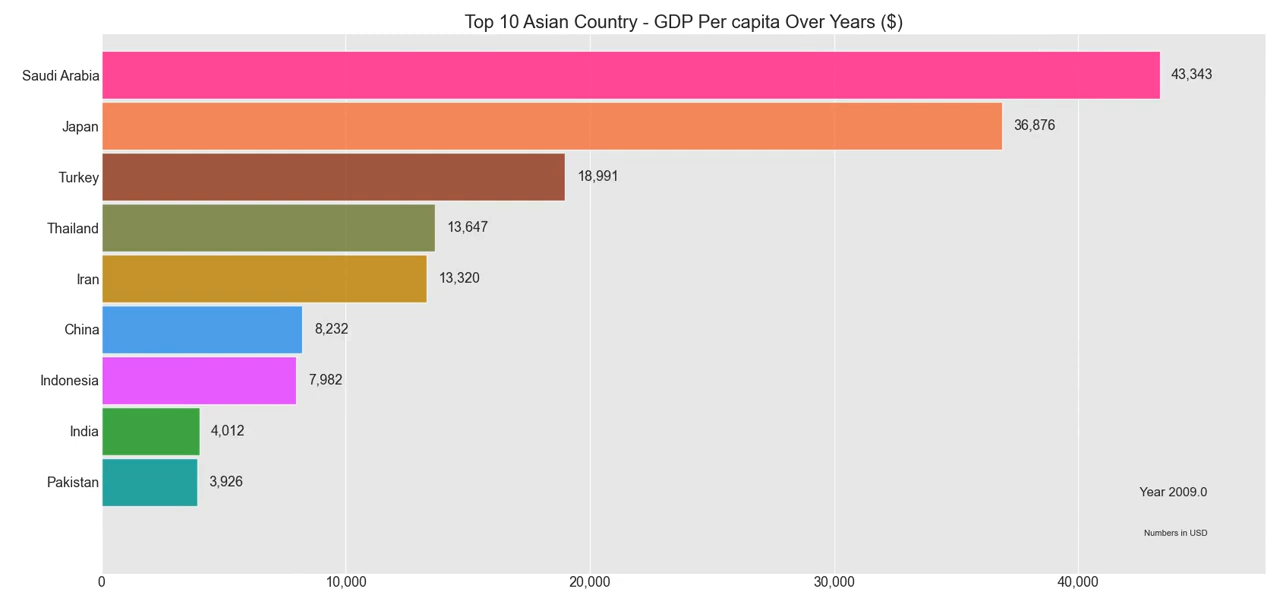 Top 10 Asian Country - GDP Per capita Over Years ($)
Saudi Arabia 43,343
Japan 36,876
Turkey 18,991
Thailand 13,647
Iran 13,320
China 8,232
Indonesia 7,982
India 4,012
Pakistan 3,926
Year 2009.0
Numbers in USD
0 10,000 20,000 30,000 40,000